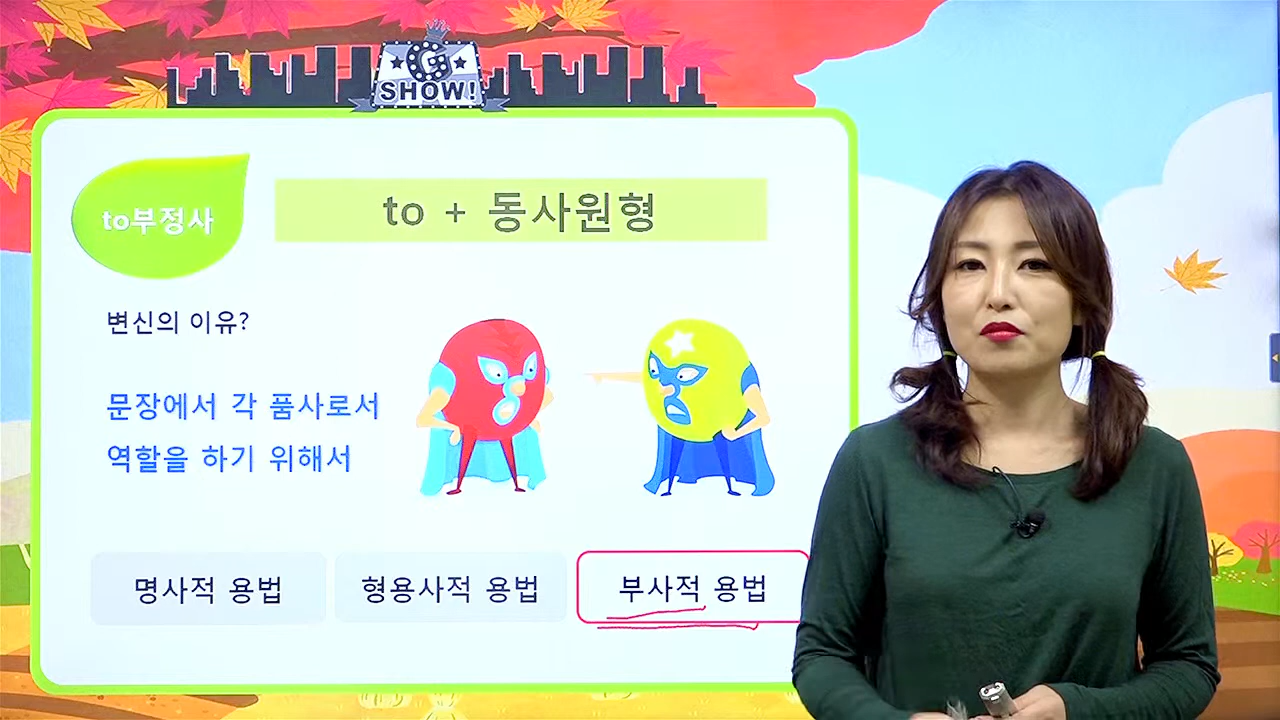 G
SHOW!
to부정사
to + 동사원형
변신의 이유?
문장에서 각 품사로서
역할을 하기 위해서
명사적 용법
형용사적 용법
부사적 용법